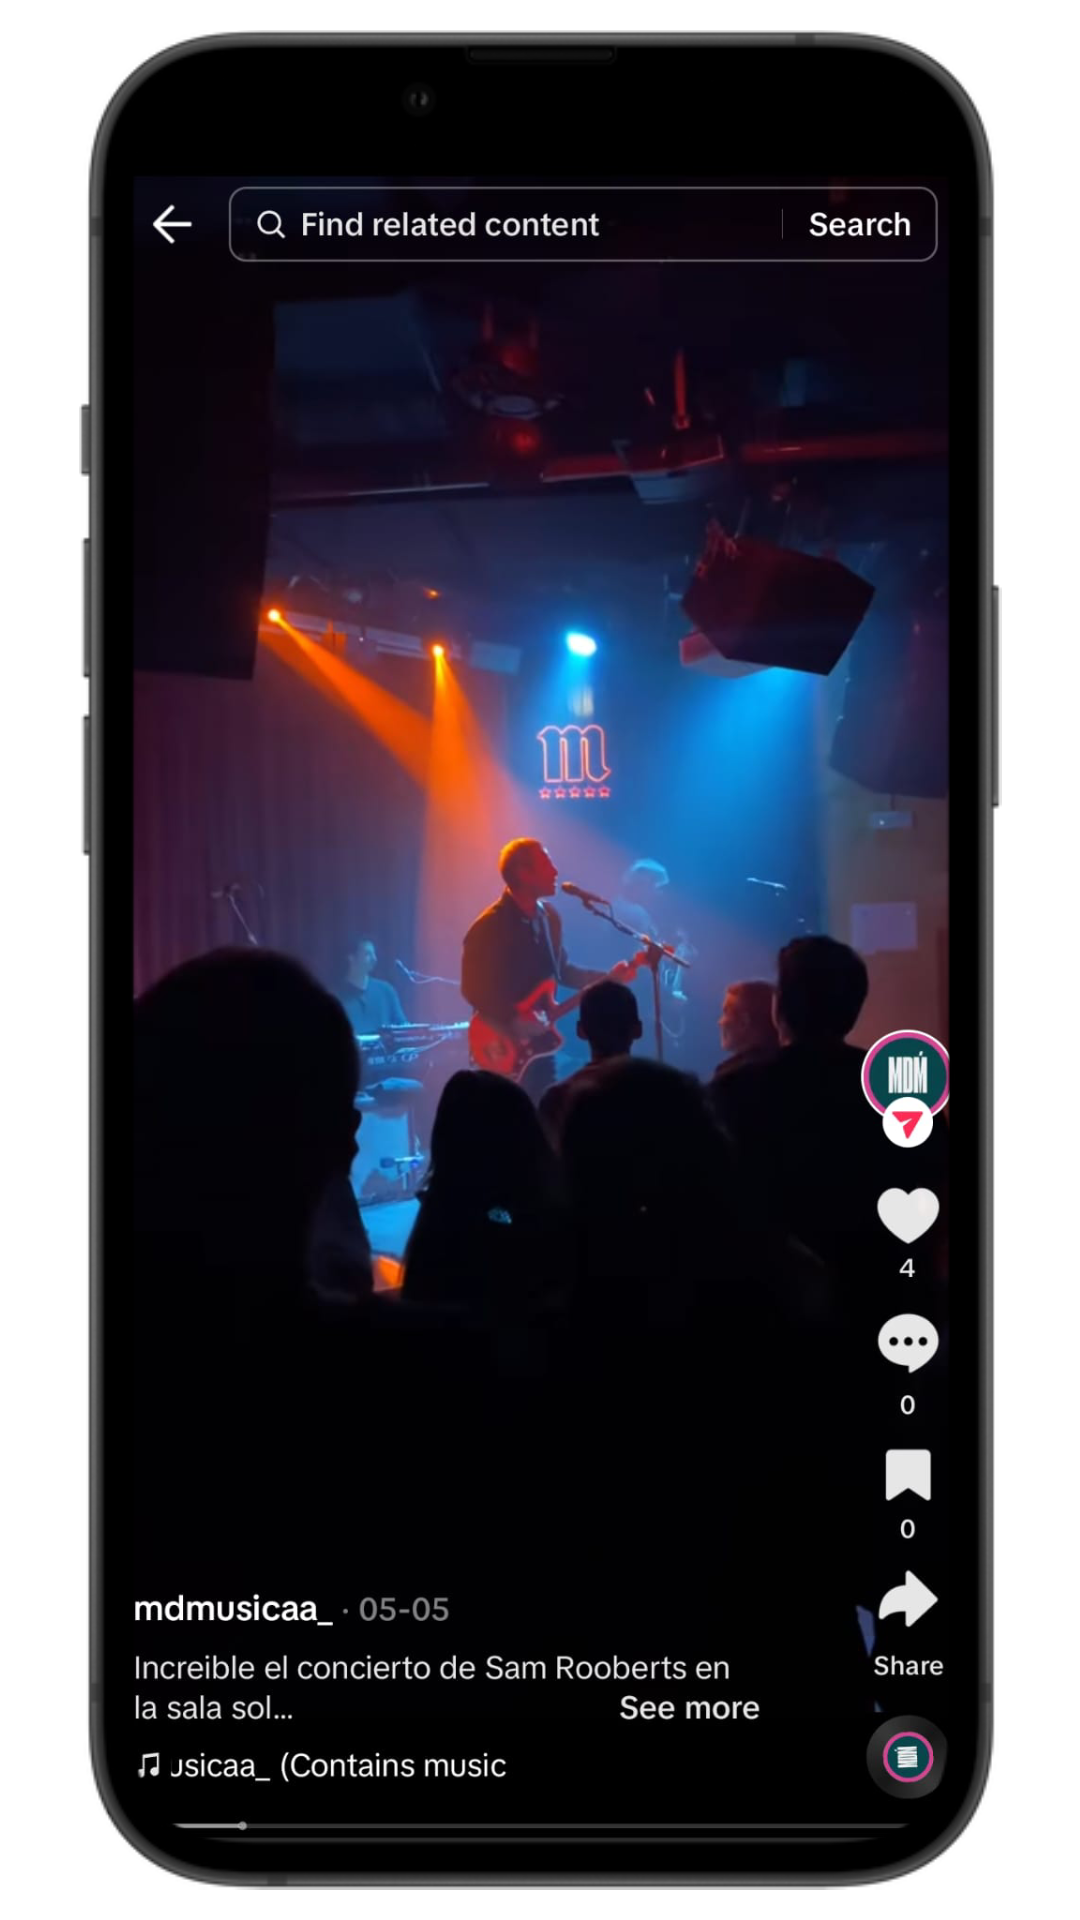 Find related content
Search
m
MDM
4
0
0
Share
mdmusicaa_ · 05-05
Increible el concierto de Sam Rooberts en
la sala sol...
See more
usicaa_ (Contains music